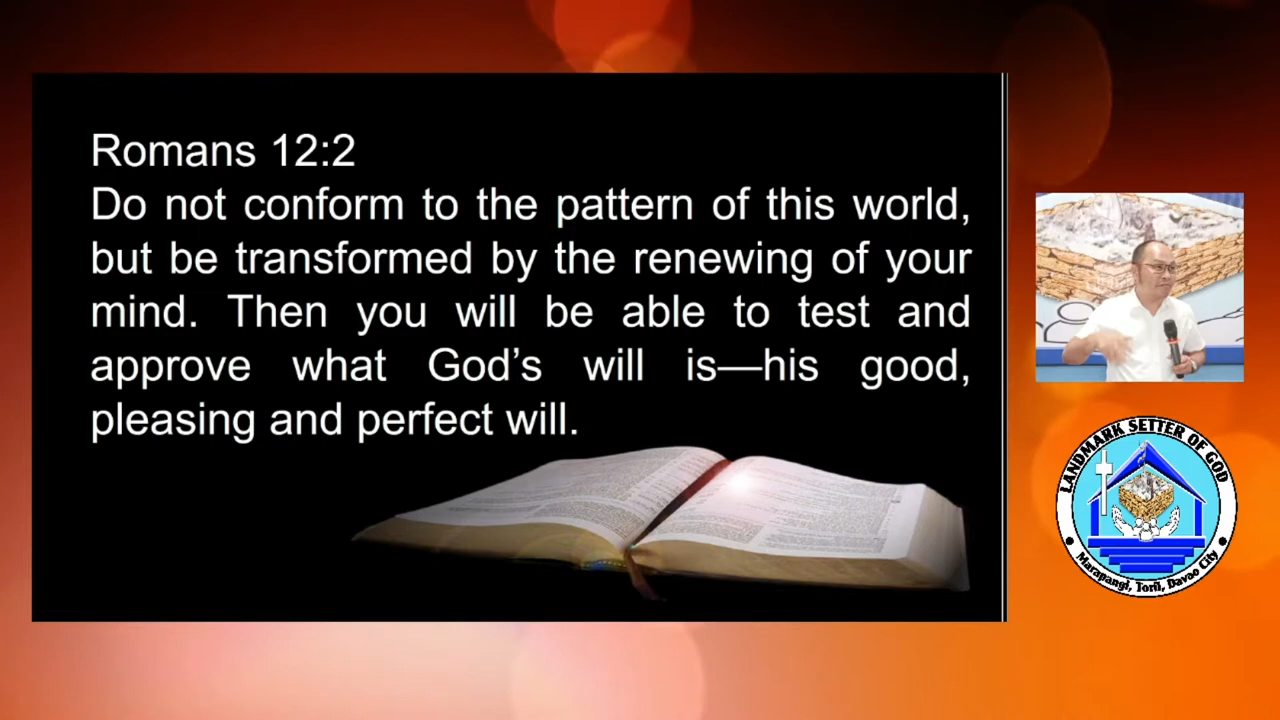 Romans 12:2
Do not conform to the pattern of this world,
but be transformed by the renewing of your
mind. Then you will be able to test and
approve what God’s will is—his good,
pleasing and perfect will.
LANDMARK SETTER OF GOD
Marapangi, Toril, Davao City